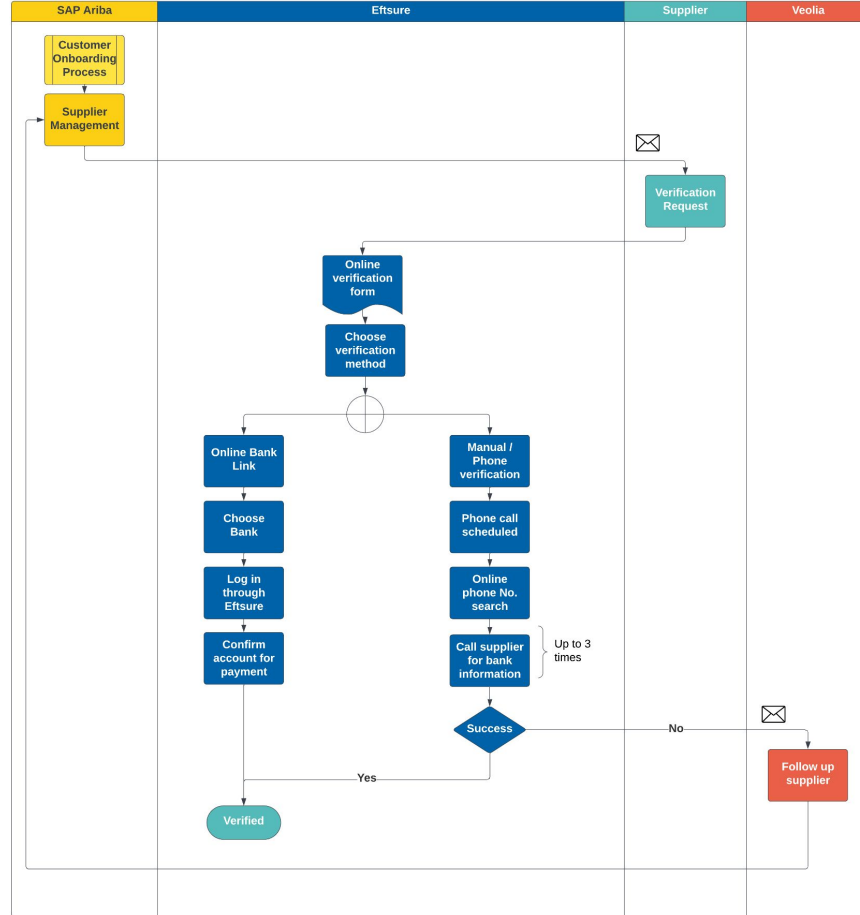 SAP Ariba
Eftsure
Supplier
Veolia
Customer
Onboarding
Process
Supplier
Management
Verification
Request
Online
verification
form
Choose
verification
method
Online Bank
Link
Manual /
Phone
verification
Choose
Bank
Phone call
scheduled
Log in
through
Eftsure
Online
phone No.
search
Confirm
account for
payment
Call supplier
for bank
information
Up to 3
times
Success
No
Follow up
supplier
Yes
Verified